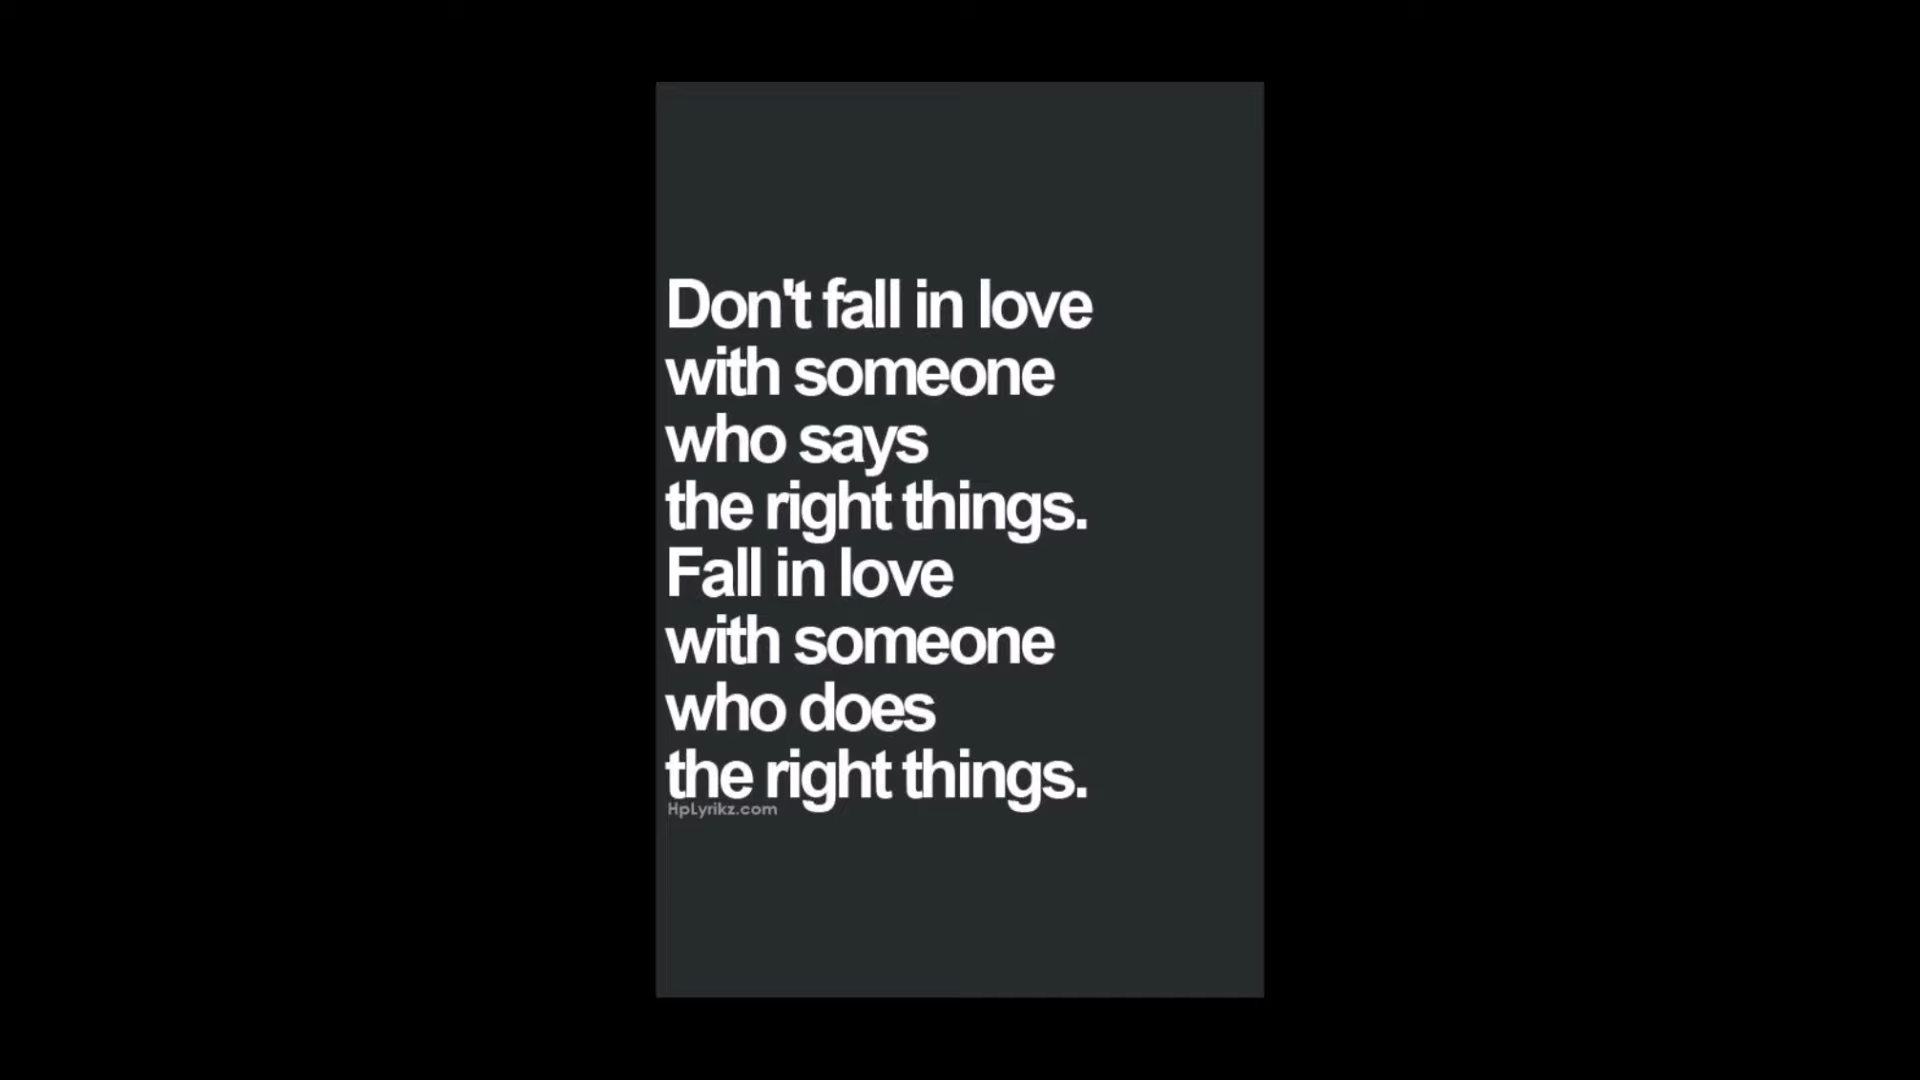 Don't fall in love
with someone
who says
the right things.
Fall in love
with someone
who does
the right things.
HpLyrikz.com